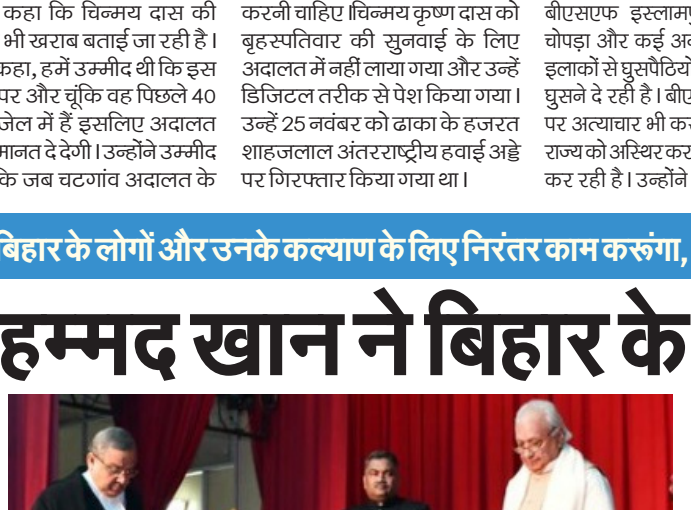 कहा कि चिन्मय दास की
भी खराब बताई जा रही है।
कहा, हमें उम्मीद थी कि इस
पर और चूंकि वह पिछले 40
जेल में हैं इसलिए अदालत
मानत दे देगी।उन्होंने उम्मीद
कि जब चटगांव अदालत के
करनी चाहिए।चिन्मय कृष्ण दास को
बृहस्पतिवार की सुनवाई के लिए
अदालत में नहीं लाया गया और उन्हें
डिजिटल तरीक से पेश किया गया।
उन्हें 25 नवंबर को ढाका के हजरत
शाहजलाल अंतरराष्ट्रीय हवाई अड्डे
पर गिरफ्तार किया गया था।
बीएसएफ इस्लामपु
चोपड़ा और कई अ
इलाकों से घुसपैठियों
घुसने दे रही है। बीए
पर अत्याचार भी कर
राज्य को अस्थिर कर
कर रही है। उन्होंने
बिहार के लोगों और उनके कल्याण के लिए निरंतर काम करूंगा,
हम्मद खान ने बिहार के